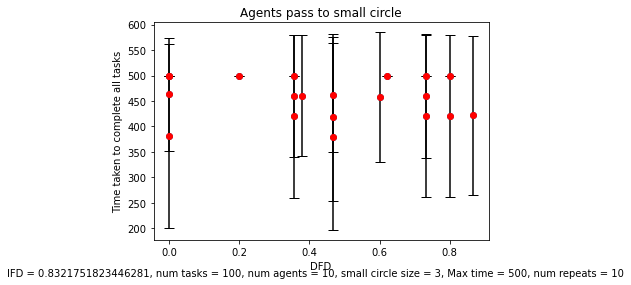 Agents pass to small circle
Time taken to complete all tasks
600
550
500
450
400
350
300
250
200
0.0 0.2 0.4 0.6 0.8
DFD
IFD = 0.8321751823446281, num tasks = 100, num agents = 10, small circle size = 3, Max time = 500, num repeats = 10